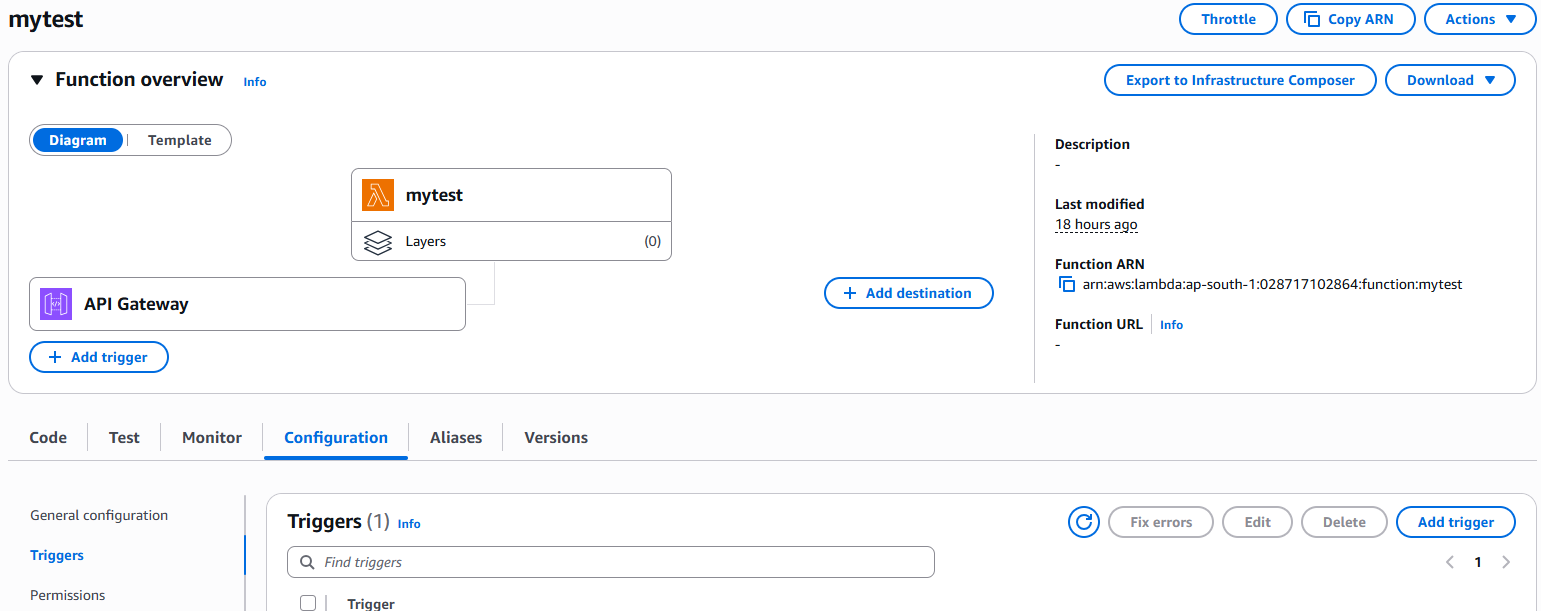 mytest
Throttle
Copy ARN
Actions
Function overview
Info
Export to Infrastructure Composer
Download
Diagram
Template
Description
-
mytest
Last modified
18 hours ago
Layers
(0)
Function ARN
arn:aws:lambda:ap-south-1:028717102864:function:mytest
API Gateway
Add destination
Function URL
Info
-
Add trigger
Code
Test
Monitor
Configuration
Aliases
Versions
General configuration
Triggers
Permissions
Triggers (1) Info
Fix errors
Edit
Delete
Add trigger
Find triggers
1
Trigger